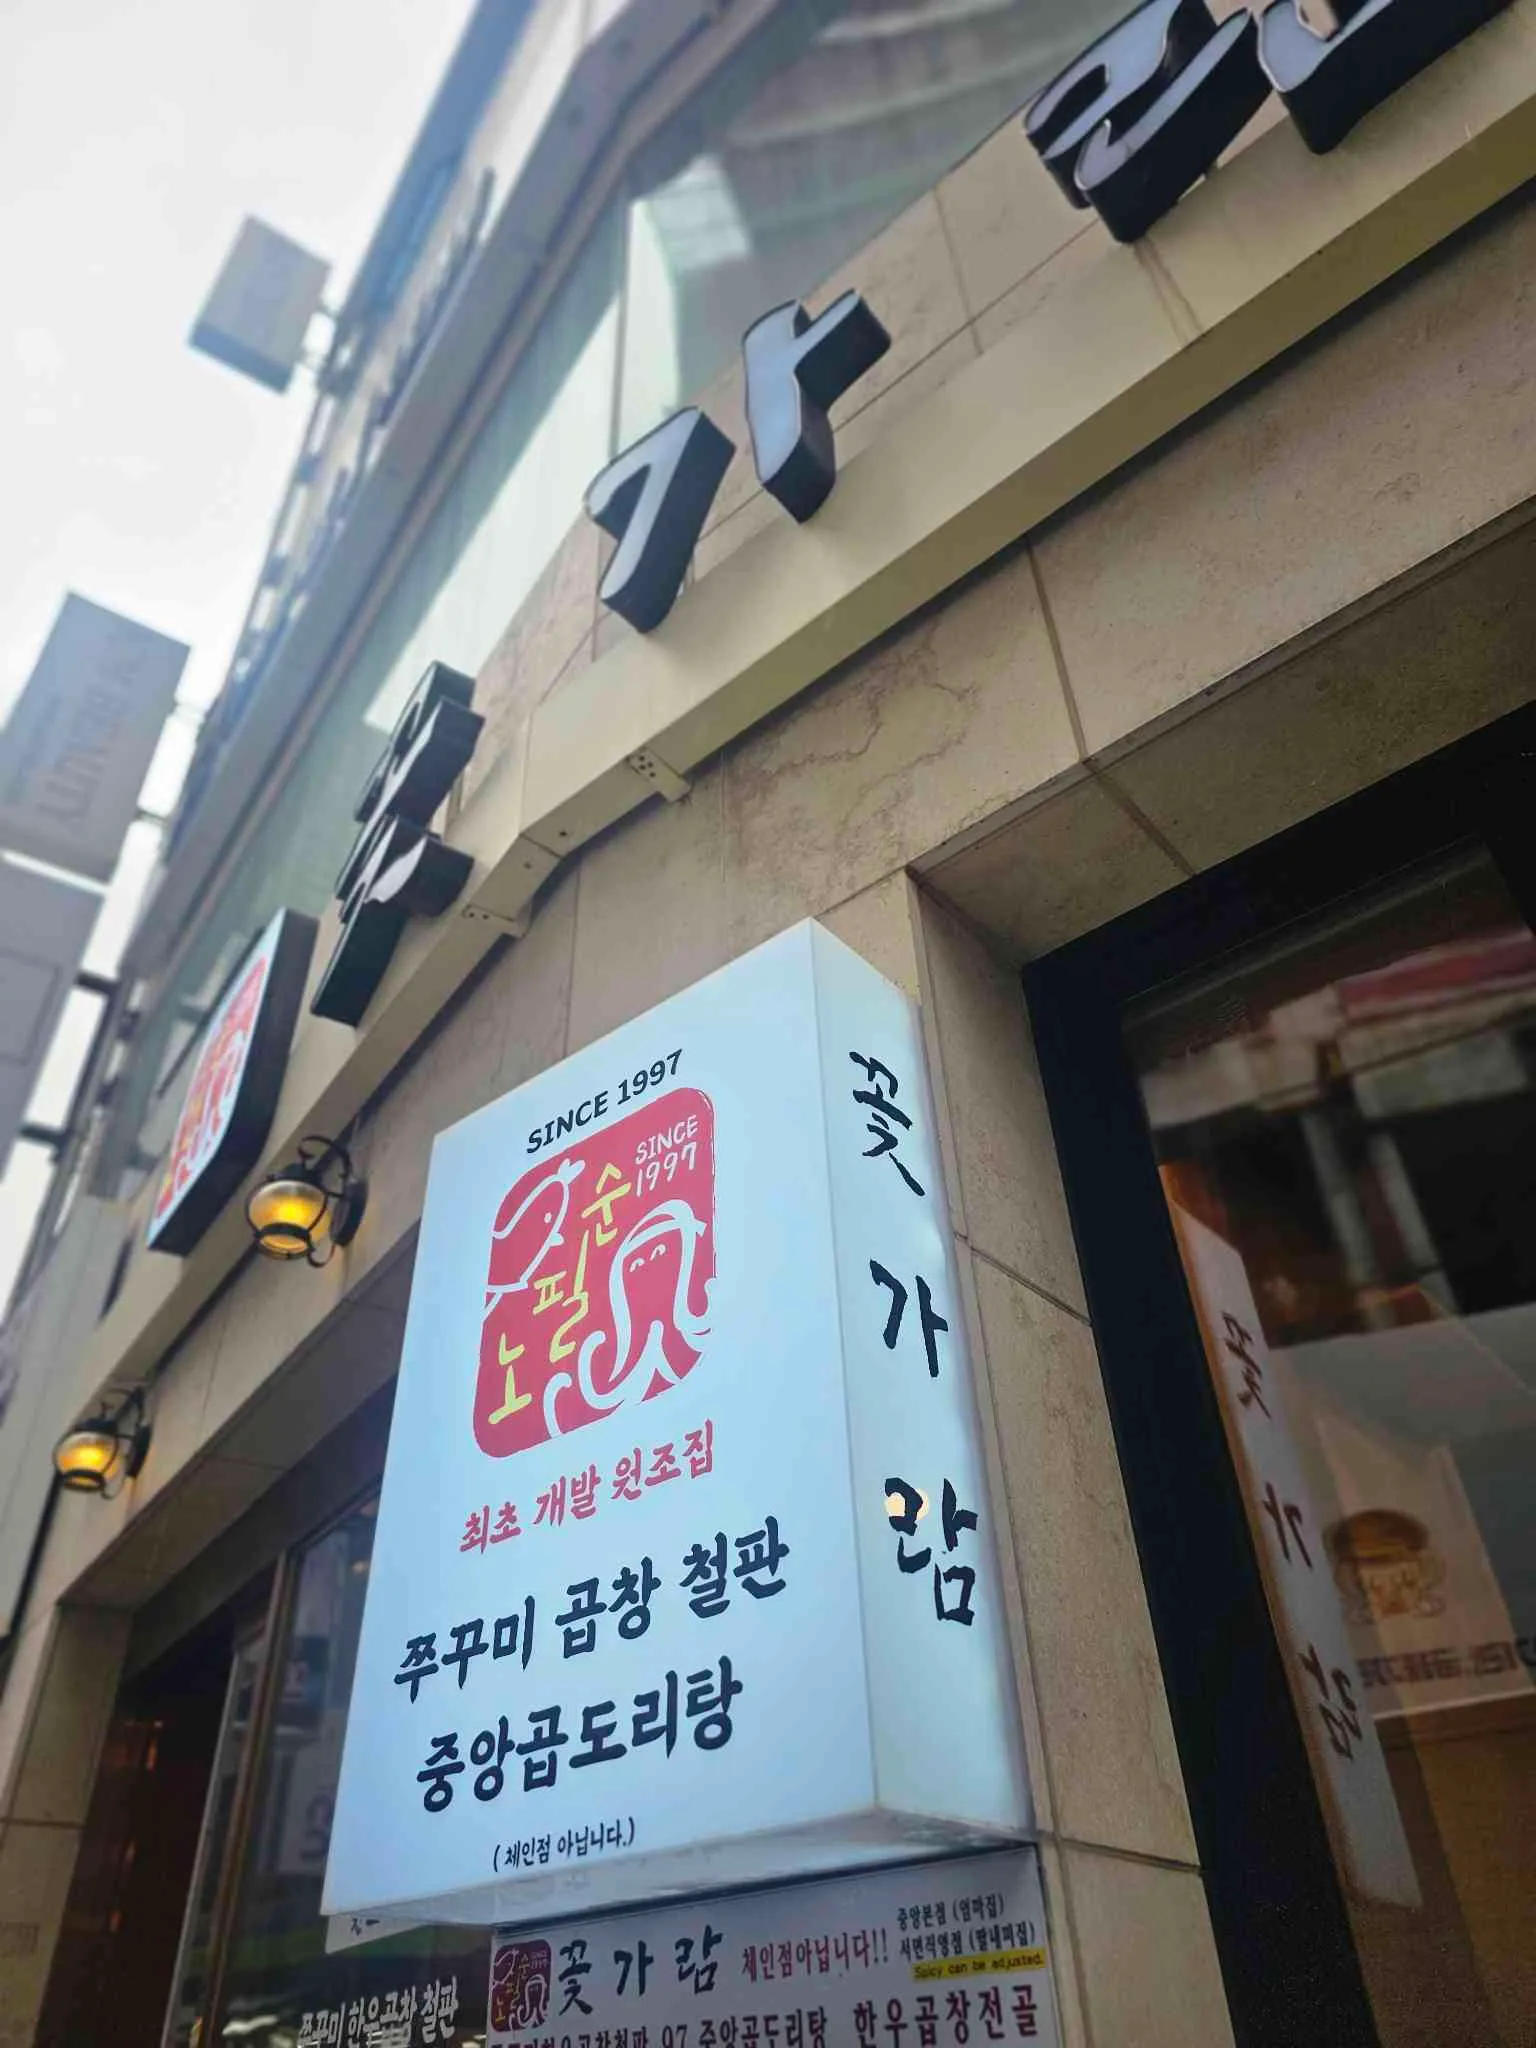 꽃 가 람
SINCE 1997
SINCE
1997
노필순
최초 개발 원조집
쭈꾸미 곱창 철판
중앙곱도리탕
(체인점 아닙니다.)
꽃가람
꽃가람 체인점아닙니다!!
중앙본점 (엄마집)
서면직영점 (딸내미집)
Spicy can be adjusted.
쭈꾸미 한우곱창 철판
97 중앙곱도리탕 한우곱창전골